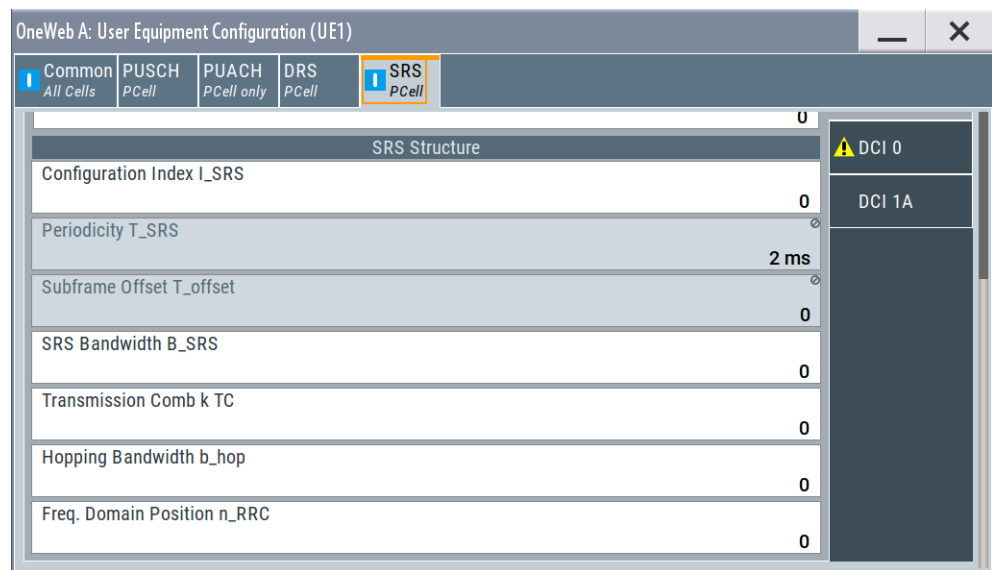 OneWeb A: User Equipment Configuration (UE1)
Common PUSCH PUACH DRS SRS
All Cells PCell PCell only PCell PCell
0
SRS Structure
DCI 0
Configuration Index I_SRS
0
DCI 1A
Periodicity T_SRS
2 ms
Subframe Offset T_offset
0
SRS Bandwidth B_SRS
0
Transmission Comb k TC
0
Hopping Bandwidth b_hop
0
Freq. Domain Position n_RRC
0